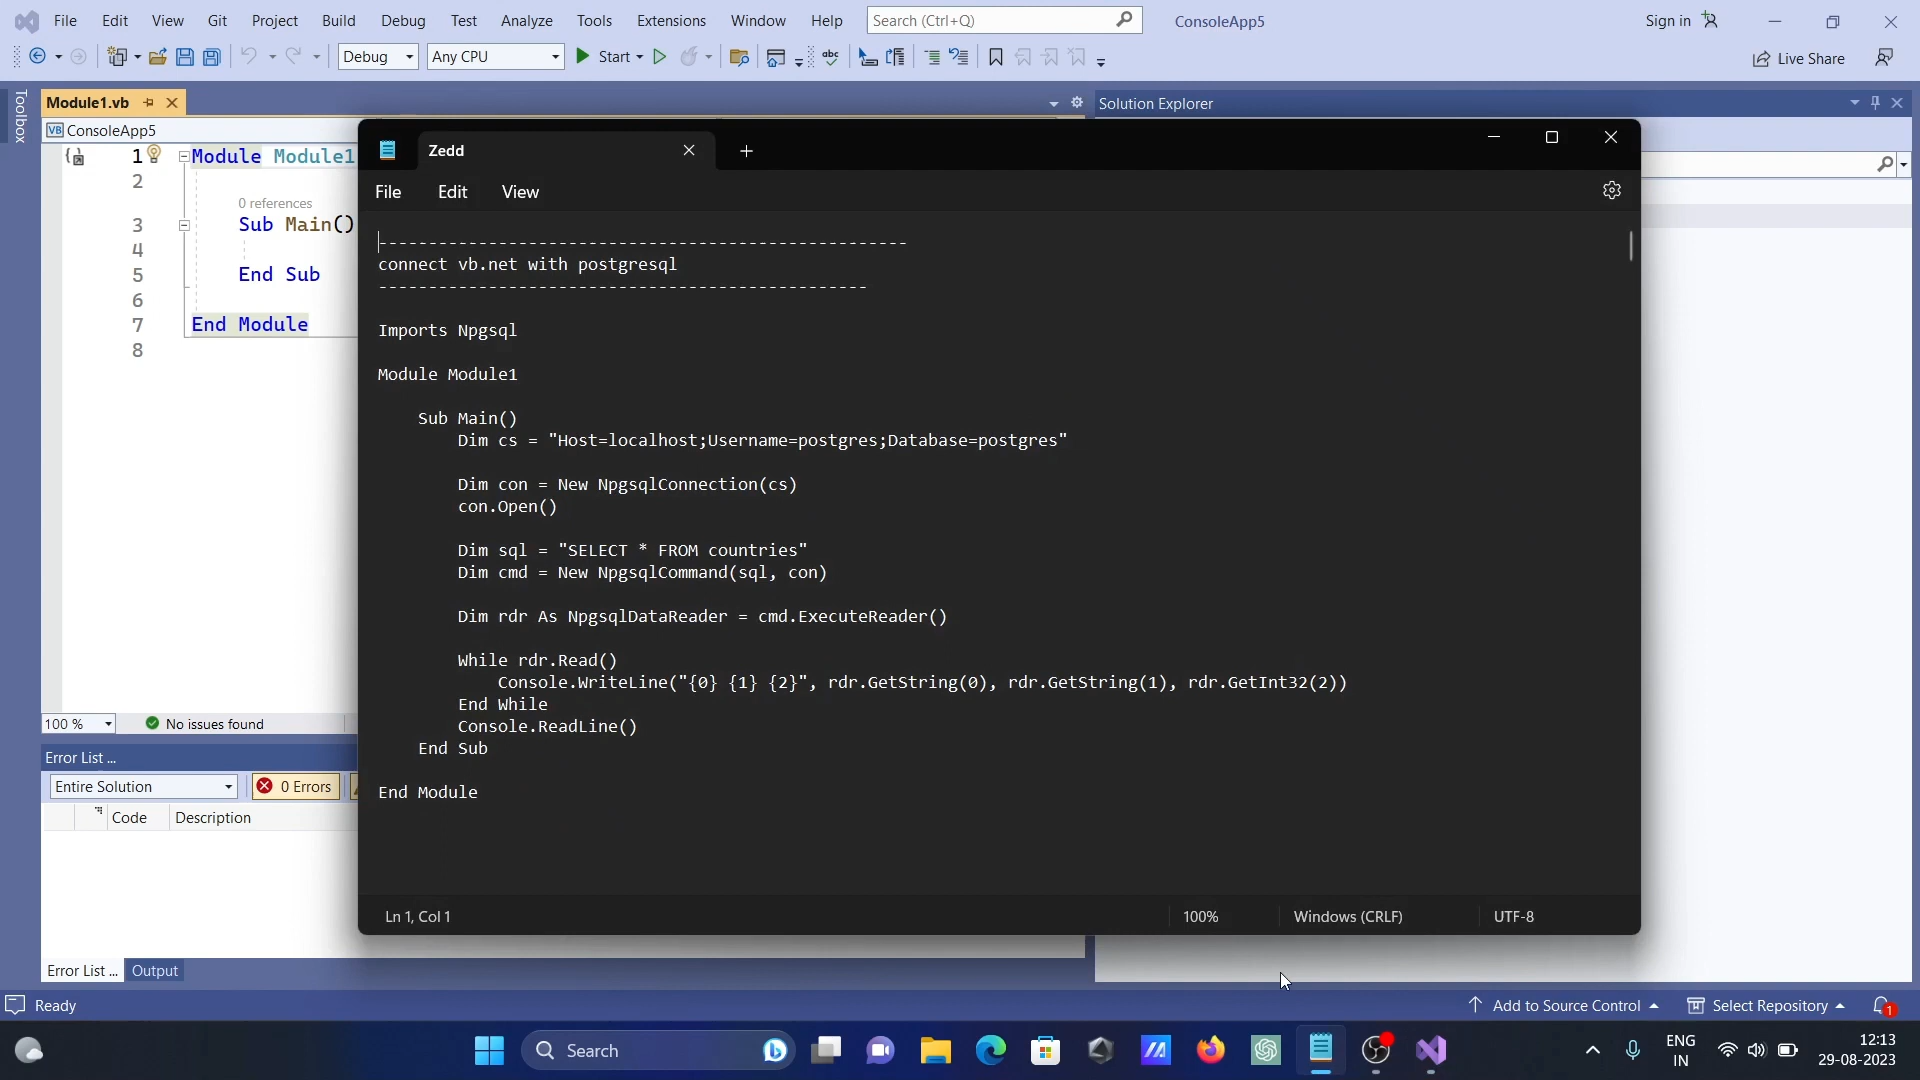 File Edit View Git Project Build Debug Test Analyze Tools Extensions Window Help Search (Ctrl+Q) ConsoleApp5 Sign in
Debug Any CPU Start Live Share
Toolbox
Module1.vb Solution Explorer
VB ConsoleApp5
1 Module Module1
2
0 references
3 Sub Main()
4
5 End Sub
6
7 End Module
8
100 % No issues found
Error List ...
Entire Solution 0 Errors
Code Description
Error List ... Output
Zedd
File Edit View
-----------------------------------------------------
connect vb.net with postgresql
-------------------------------------------------
Imports Npgsql
Module Module1
Sub Main()
Dim cs = "Host=localhost;Username=postgres;Database=postgres"
Dim con = New NpgsqlConnection(cs)
con.Open()
Dim sql = "SELECT * FROM countries"
Dim cmd = New NpgsqlCommand(sql, con)
Dim rdr As NpgsqlDataReader = cmd.ExecuteReader()
While rdr.Read()
Console.WriteLine("{0} {1} {2}", rdr.GetString(0), rdr.GetString(1), rdr.GetInt32(2))
End While
Console.ReadLine()
End Sub
End Module
Ln 1, Col 1 100% Windows (CRLF) UTF-8
Ready Add to Source Control Select Repository 1
Search ENG
IN
12:13
29-08-2023